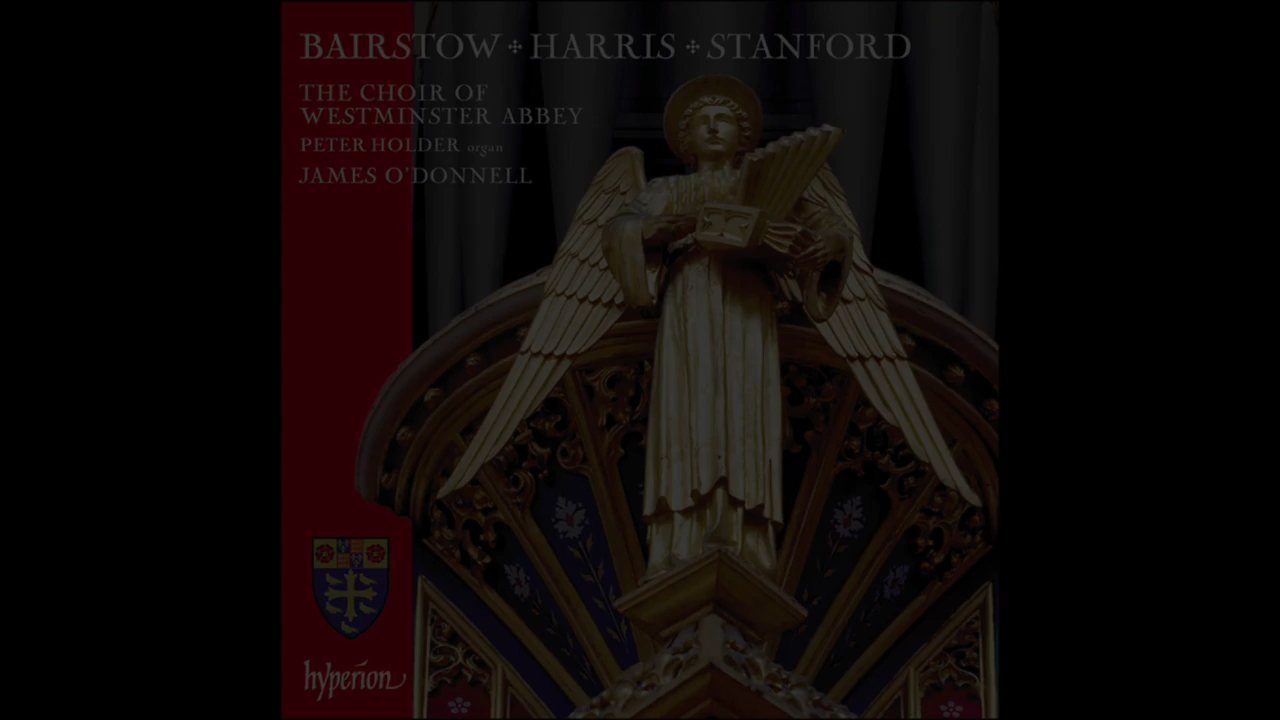 BAIRSTOW ✣ HARRIS ✣ STANFORD
THE CHOIR OF
WESTMINSTER ABBEY
PETER HOLDER organ
JAMES O'DONNELL
hyperion